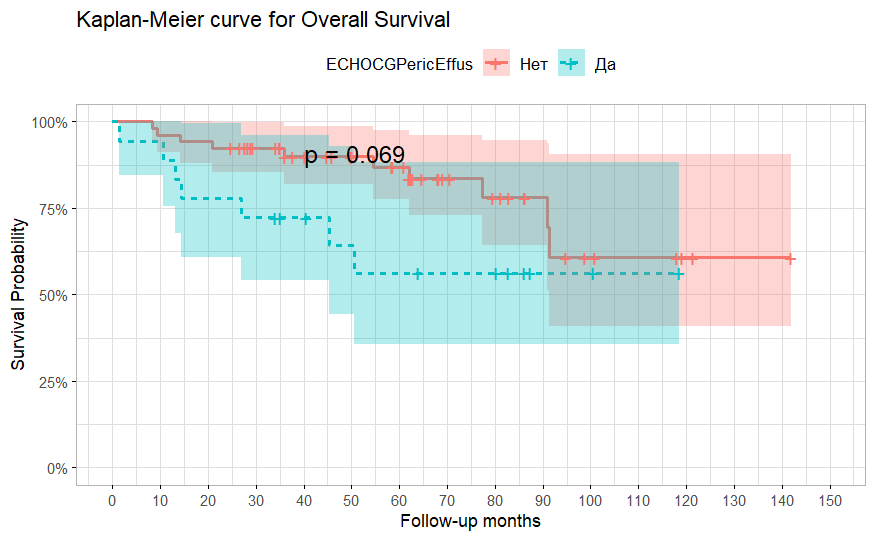 Kaplan-Meier curve for Overall Survival
ECHOCGPericEffus Нет Да
100%
75%
50%
25%
0%
Survival Probability
p = 0.069
0 10 20 30 40 50 60 70 80 90 100 110 120 130 140 150
Follow-up months